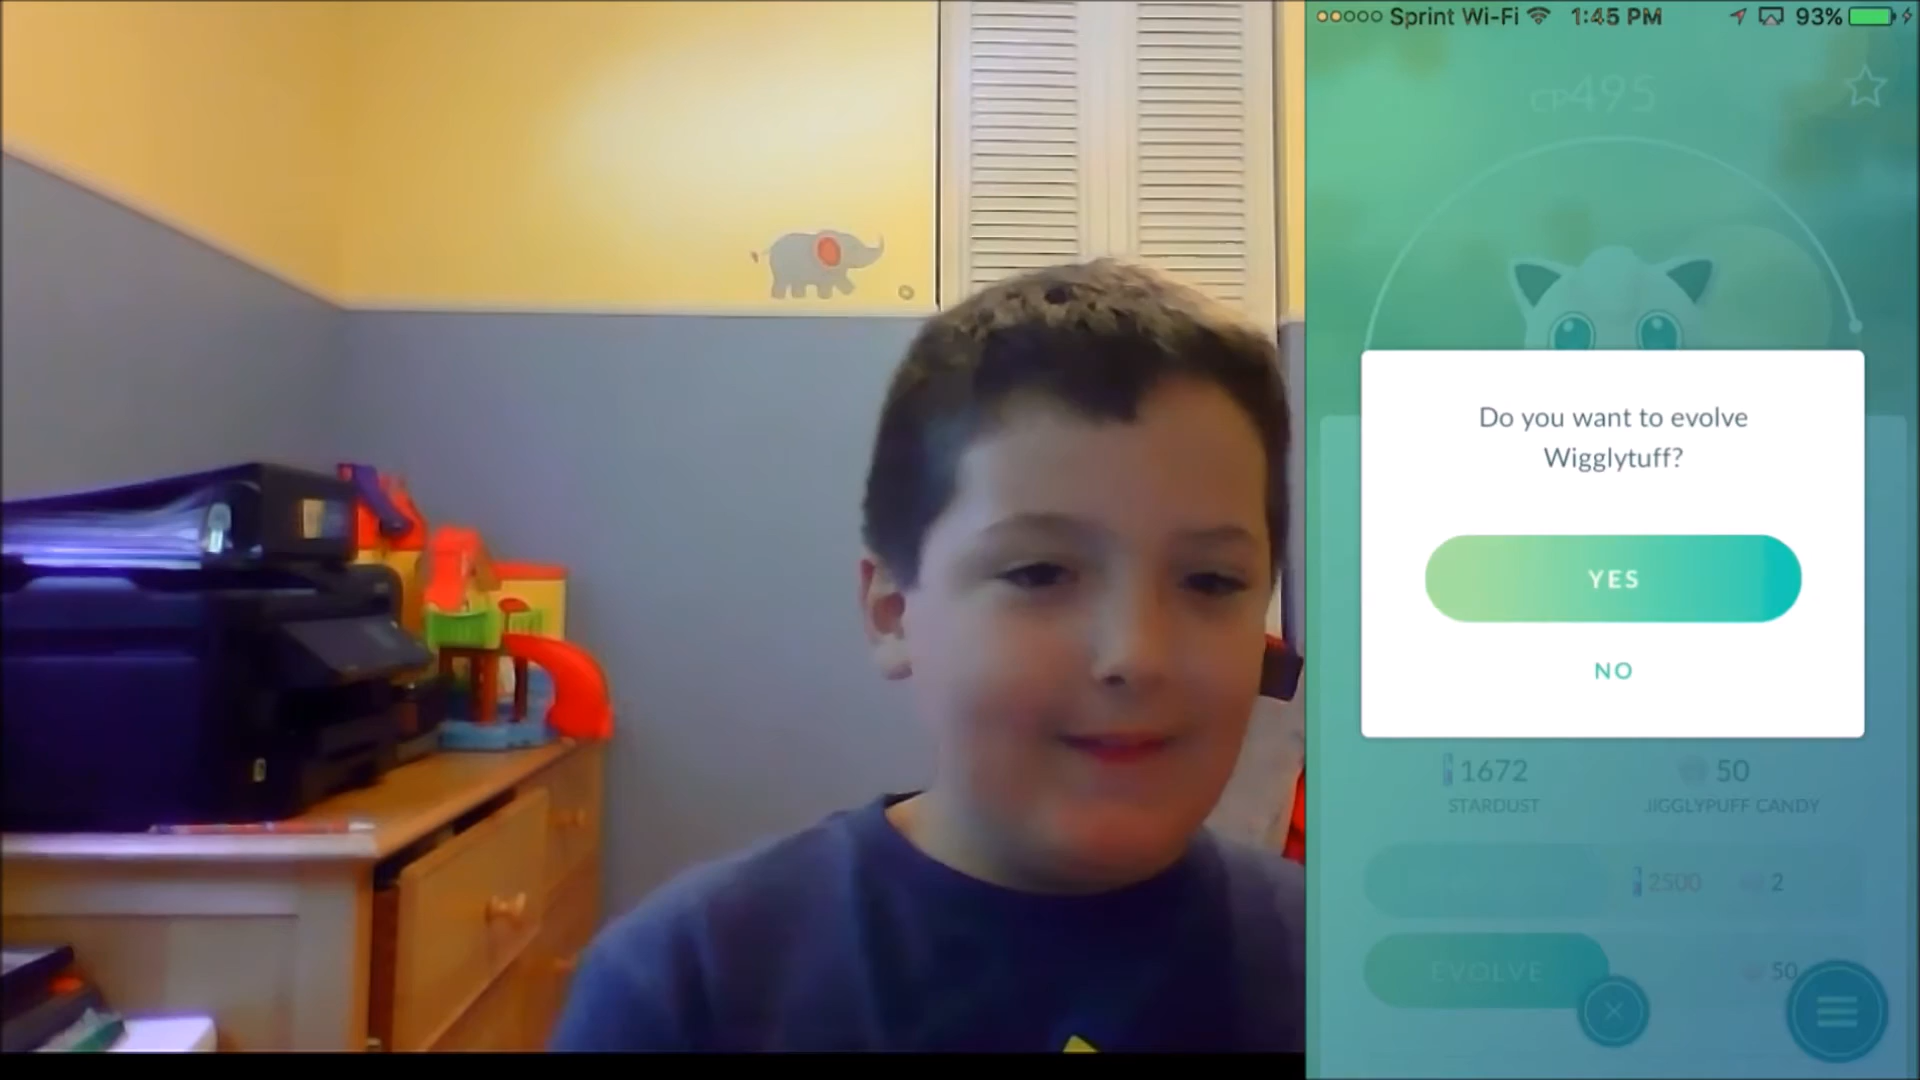 Sprint Wi-Fi 1:45 PM 93%
CP495
Do you want to evolve
Wigglytuff?
YES
NO
1672 50
STARDUST JIGGLYPUFF CANDY
2500 2
EVOLVE 50